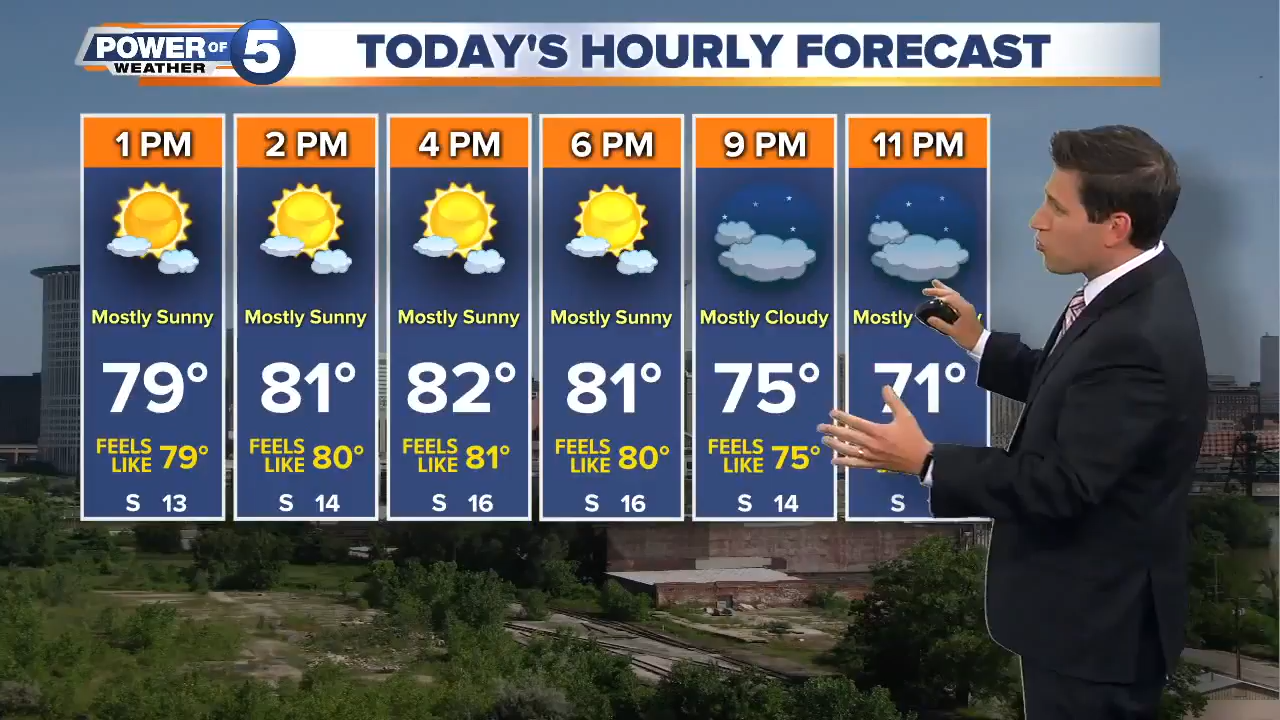 POWER OF 5
WEATHER
TODAY'S HOURLY FORECAST
1 PM
Mostly Sunny
79°
FEELS
LIKE 79°
S 13
2 PM
Mostly Sunny
81°
FEELS
LIKE 80°
S 14
4 PM
Mostly Sunny
82°
FEELS
LIKE 81°
S 16
6 PM
Mostly Sunny
81°
FEELS
LIKE 80°
S 16
9 PM
Mostly Cloudy
75°
FEELS
LIKE 75°
S 14
11 PM
Mostly
71°
S